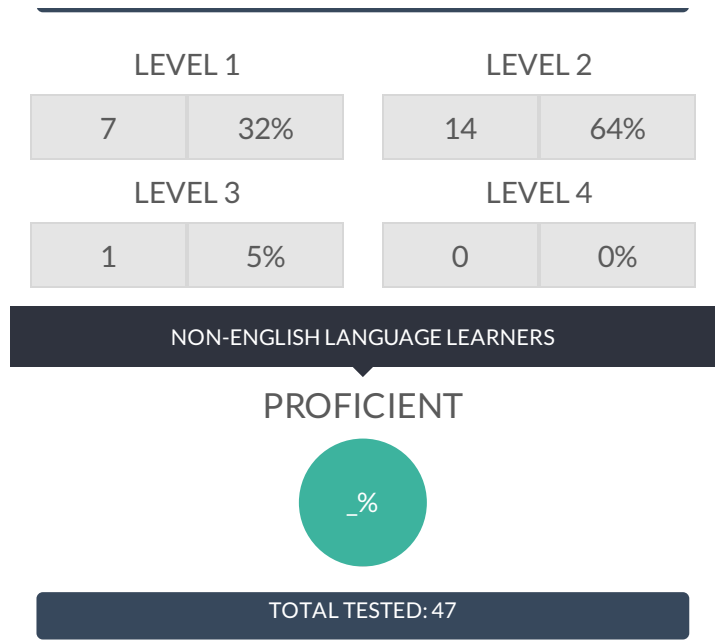 LEVEL 1 LEVEL 2
7 32% 14 64%
LEVEL 3 LEVEL 4
1 5% 0 0%
NON-ENGLISH LANGUAGE LEARNERS
PROFICIENT
_%
TOTAL TESTED: 47